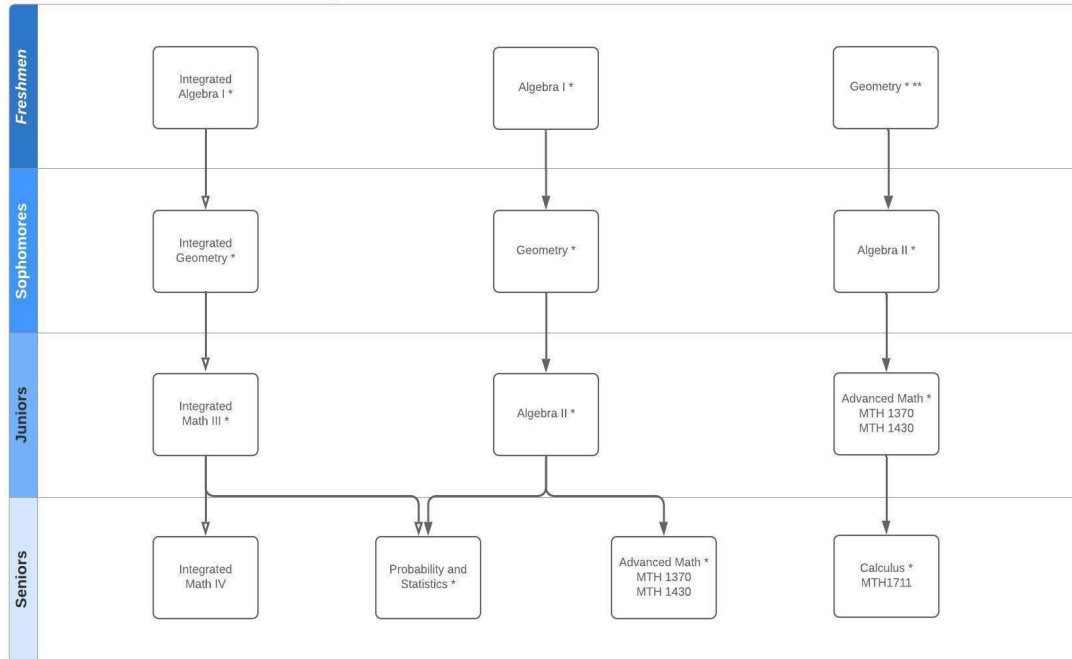 Freshmen
Integrated
Algebra I *
Algebra I *
Geometry * **
Sophomores
Integrated
Geometry *
Geometry *
Algebra II *
Juniors
Integrated
Math III *
Algebra II *
Advanced Math *
MTH 1370
MTH 1430
Seniors
Integrated
Math IV
Probability and
Statistics *
Advanced Math *
MTH 1370
MTH 1430
Calculus *
MTH1711